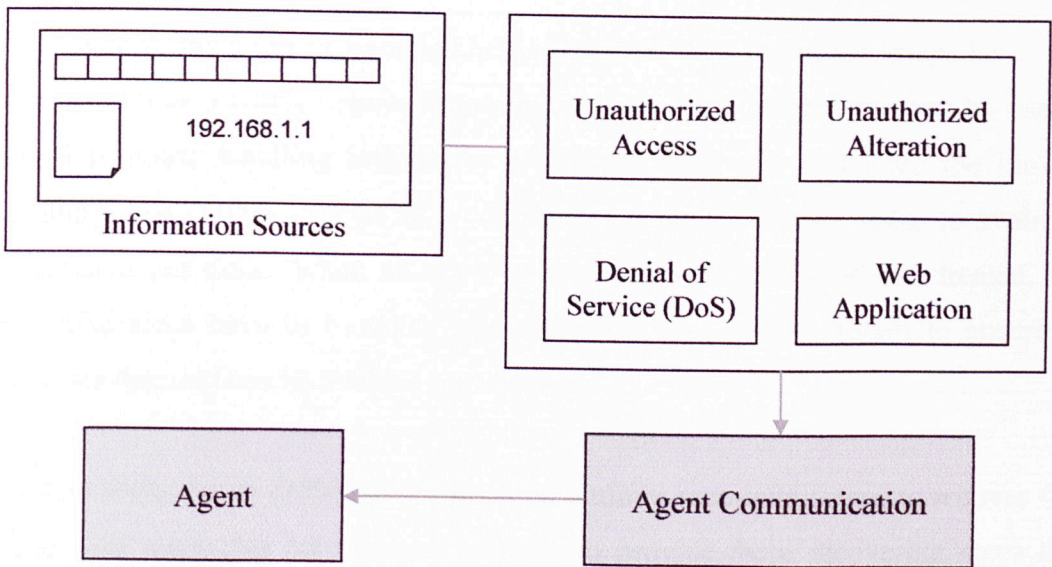 192.168.1.1
Information Sources
Unauthorized
Access
Unauthorized
Alteration
Denial of
Service (DoS)
Web
Application
Agent
Agent Communication